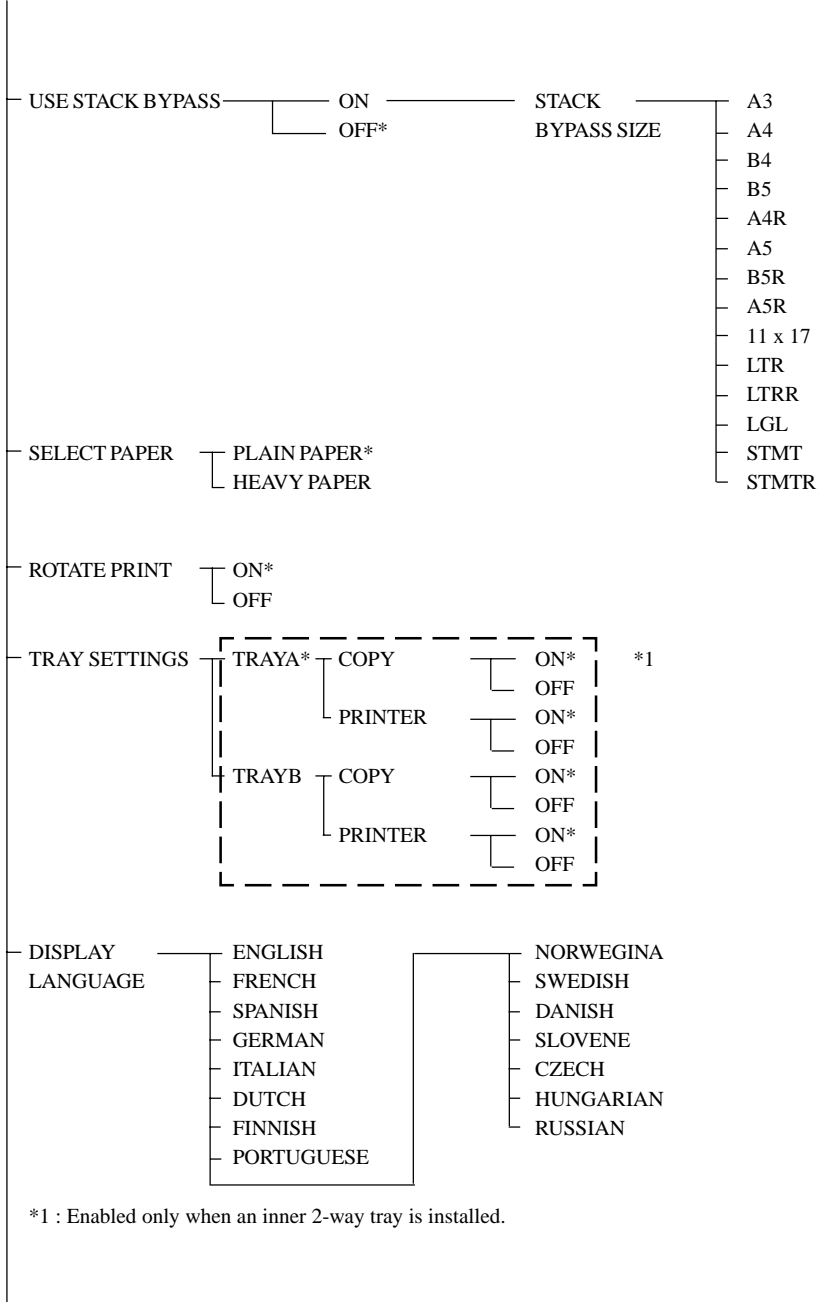 USE STACK BYPASS ON STACK A3
OFF* BYPASS SIZE A4
B4
B5
A4R
A5
B5R
A5R
11 x 17
LTR
LTRR
LGL
SELECT PAPER PLAIN PAPER* STMT
HEAVY PAPER STMTR
ROTATE PRINT ON*
OFF
TRAY SETTINGS TRAYA* COPY ON* *1
OFF
PRINTER ON*
OFF
TRAYB COPY ON*
OFF
PRINTER ON*
OFF
DISPLAY ENGLISH NORWEGINA
LANGUAGE FRENCH SWEDISH
SPANISH DANISH
GERMAN SLOVENE
ITALIAN CZECH
DUTCH HUNGARIAN
FINNISH RUSSIAN
PORTUGUESE
*1 : Enabled only when an inner 2-way tray is installed.